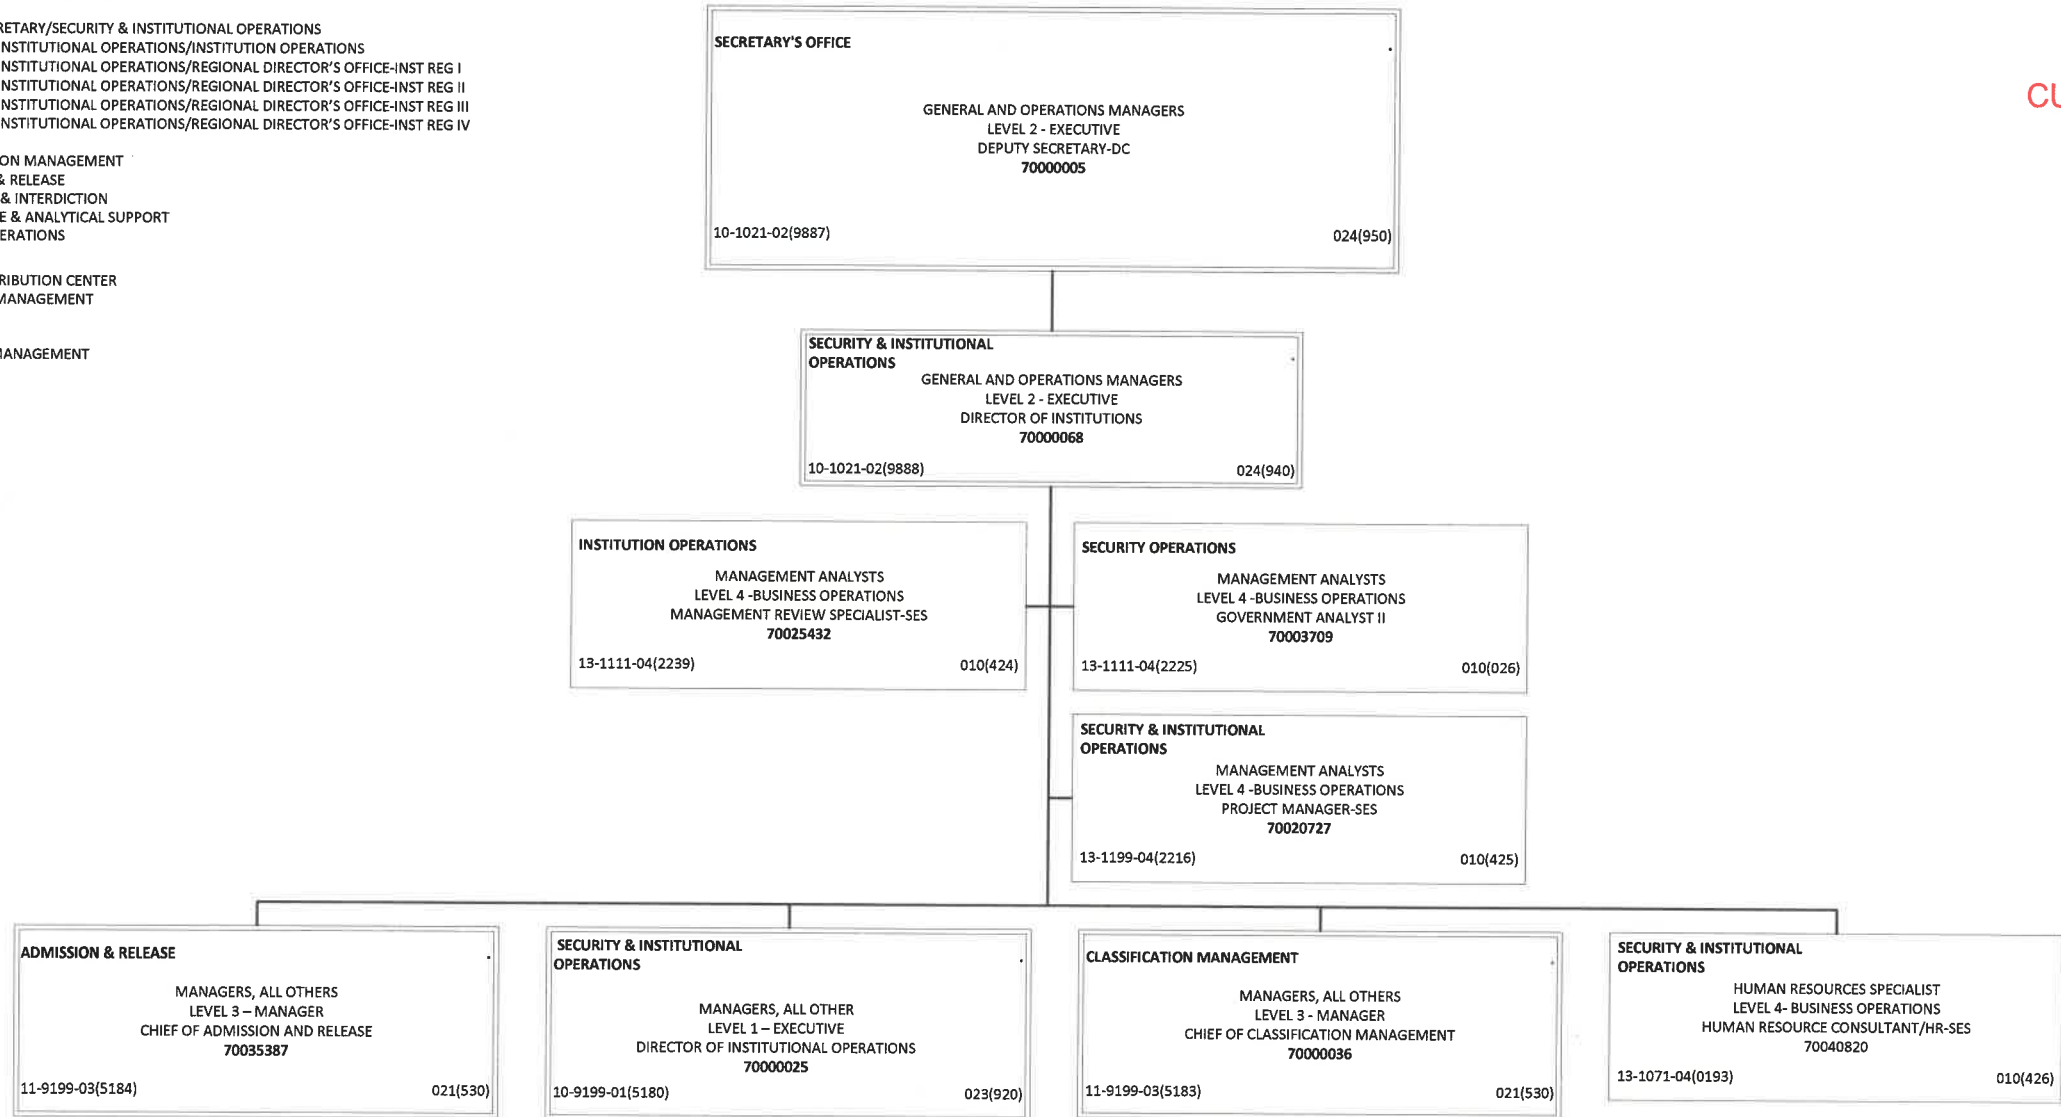 RETARY/SECURITY & INSTITUTIONAL OPERATIONS
INSTITUTIONAL OPERATIONS/INSTITUTION OPERATIONS
INSTITUTIONAL OPERATIONS/REGIONAL DIRECTOR'S OFFICE-INST REG I
INSTITUTIONAL OPERATIONS/REGIONAL DIRECTOR'S OFFICE-INST REG II
INSTITUTIONAL OPERATIONS/REGIONAL DIRECTOR'S OFFICE-INST REG III
INSTITUTIONAL OPERATIONS/REGIONAL DIRECTOR'S OFFICE-INST REG IV
ON MANAGEMENT
& RELEASE
& INTERDICTION
E & ANALYTICAL SUPPORT
ERATIONS
RIBUTION CENTER
MANAGEMENT
MANAGEMENT
CU
SECRETARY'S OFFICE
GENERAL AND OPERATIONS MANAGERS
LEVEL 2 - EXECUTIVE
DEPUTY SECRETARY-DC
70000005
10-1021-02(9887) 024(950)
SECURITY & INSTITUTIONAL
OPERATIONS
GENERAL AND OPERATIONS MANAGERS
LEVEL 2 - EXECUTIVE
DIRECTOR OF INSTITUTIONS
70000068
10-1021-02(9888) 024(940)
INSTITUTION OPERATIONS
MANAGEMENT ANALYSTS
LEVEL 4 -BUSINESS OPERATIONS
MANAGEMENT REVIEW SPECIALIST-SES
70025432
13-1111-04(2239) 010(424)
SECURITY OPERATIONS
MANAGEMENT ANALYSTS
LEVEL 4 -BUSINESS OPERATIONS
GOVERNMENT ANALYST II
70003709
13-1111-04(2225) 010(026)
SECURITY & INSTITUTIONAL
OPERATIONS
MANAGEMENT ANALYSTS
LEVEL 4 -BUSINESS OPERATIONS
PROJECT MANAGER-SES
70020727
13-1199-04(2216) 010(425)
ADMISSION & RELEASE
MANAGERS, ALL OTHERS
LEVEL 3 – MANAGER
CHIEF OF ADMISSION AND RELEASE
70035387
11-9199-03(5184) 021(530)
SECURITY & INSTITUTIONAL
OPERATIONS
MANAGERS, ALL OTHER
LEVEL 1 – EXECUTIVE
DIRECTOR OF INSTITUTIONAL OPERATIONS
70000025
10-9199-01(5180) 023(920)
CLASSIFICATION MANAGEMENT
MANAGERS, ALL OTHERS
LEVEL 3 - MANAGER
CHIEF OF CLASSIFICATION MANAGEMENT
70000036
11-9199-03(5183) 021(530)
SECURITY & INSTITUTIONAL
OPERATIONS
HUMAN RESOURCES SPECIALIST
LEVEL 4- BUSINESS OPERATIONS
HUMAN RESOURCE CONSULTANT/HR-SES
70040820
13-1071-04(0193) 010(426)